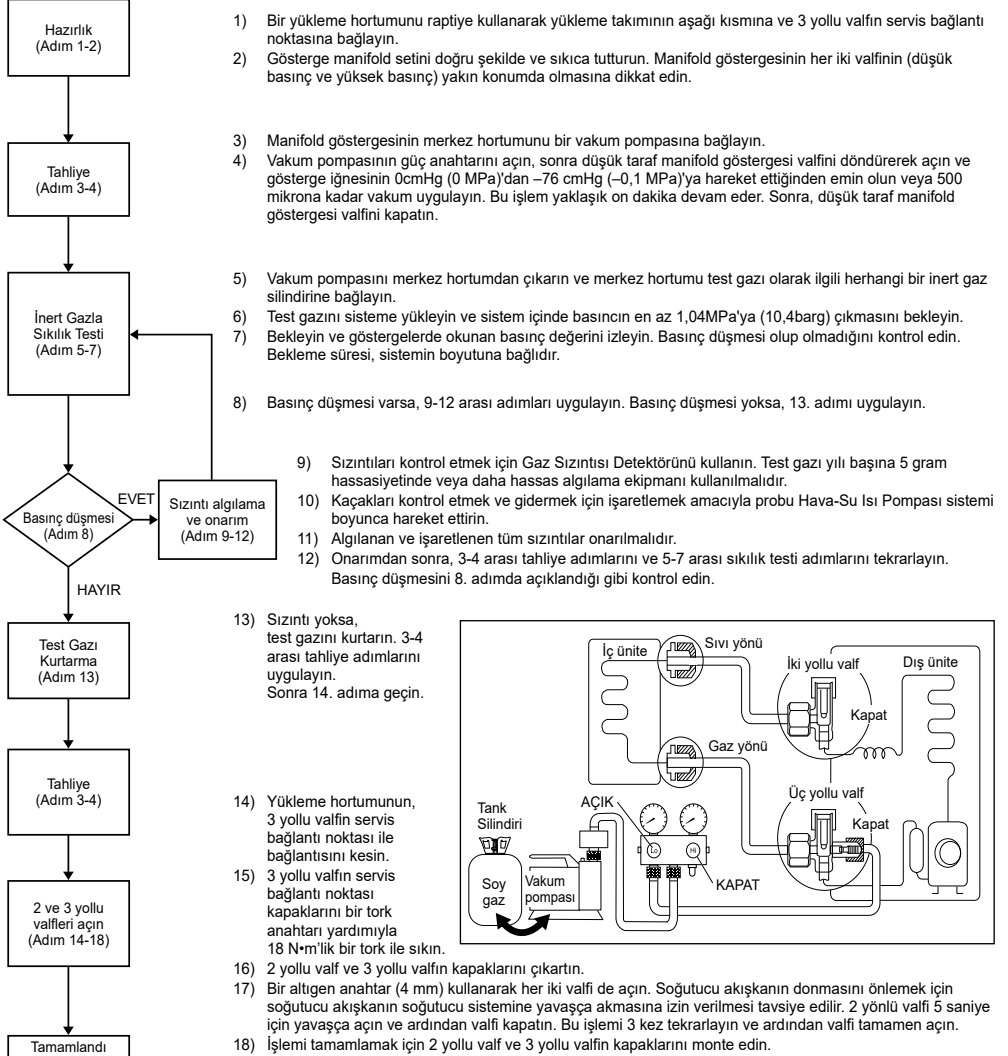 Hazırlık
(Adım 1-2)
1) Bir yükleme hortumunu raptiye kullanarak yükleme takımının aşağı kısmına ve 3 yollu valfın servis bağlantı
noktasına bağlayın.
2) Gösterge manifold setini doğru şekilde ve sıkıca tutturun. Manifold göstergesinin her iki valfinin (düşük
basınç ve yüksek basınç) yakın konumda olmasına dikkat edin.
Tahliye
(Adım 3-4)
3) Manifold göstergesinin merkez hortumunu bir vakum pompasına bağlayın.
4) Vakum pompasının güç anahtarını açın, sonra düşük taraf manifold göstergesi valfini döndürerek açın ve
gösterge iğnesinin 0cmHg (0 MPa)'dan –76 cmHg (–0,1 MPa)'ya hareket ettiğinden emin olun veya 500
mikrona kadar vakum uygulayın. Bu işlem yaklaşık on dakika devam eder. Sonra, düşük taraf manifold
göstergesi valfini kapatın.
İnert Gazla
Sıkılık Testi
(Adım 5-7)
5) Vakum pompasını merkez hortumdan çıkarın ve merkez hortumu test gazı olarak ilgili herhangi bir inert gaz
silindirine bağlayın.
6) Test gazını sisteme yükleyin ve sistem içinde basıncın en az 1,04MPa'ya (10,4barg) çıkmasını bekleyin.
7) Bekleyin ve göstergelerde okunan basınç değerini izleyin. Basınç düşmesi olup olmadığını kontrol edin.
Bekleme süresi, sistemin boyutuna bağlıdır.
8) Basınç düşmesi varsa, 9-12 arası adımları uygulayın. Basınç düşmesi yoksa, 13. adımı uygulayın.
Basınç düşmesi
(Adım 8)
EVET
Sızıntı algılama
ve onarım
(Adım 9-12)
HAYIR
9) Sızıntıları kontrol etmek için Gaz Sızıntısı Detektörünü kullanın. Test gazı yılı başına 5 gram
hassasiyetinde veya daha hassas algılama ekipmanı kullanılmalıdır.
10) Kaçakları kontrol etmek ve gidermek için işaretlemek amacıyla probu Hava-Su Isı Pompası sistemi
boyunca hareket ettirin.
11) Algılanan ve işaretlenen tüm sızıntılar onarılmalıdır.
12) Onarımdan sonra, 3-4 arası tahliye adımlarını ve 5-7 arası sıkılık testi adımlarını tekrarlayın.
Basınç düşmesini 8. adımda açıklandığı gibi kontrol edin.
Test Gazı
Kurtarma
(Adım 13)
13) Sızıntı yoksa,
test gazını kurtarın. 3-4
arası tahliye adımlarını
uygulayın.
Sonra 14. adıma geçin.
İç ünite
Sıvı yönü
İki yollu valf
Dış ünite
Kapat
Gaz yönü
Üç yollu valf
Kapat
Tank
Silindiri
AÇIK
Lo
Hi
KAPAT
Soy
gaz
Vakum
pompası
Tahliye
(Adım 3-4)
14) Yükleme hortumunun,
3 yollu valfın servis
bağlantı noktası ile
bağlantısını kesin.
15) 3 yollu valfın servis
bağlantı noktası
kapaklarını bir tork
anahtarı yardımıyla
18 N•m'lik bir tork ile sıkın.
2 ve 3 yollu
valfleri açın
(Adım 14-18)
16) 2 yollu valf ve 3 yollu valfın kapaklarını çıkartın.
17) Bir altıgen anahtar (4 mm) kullanarak her iki valfi de açın. Soğutucu akışkanın donmasını önlemek için
soğutucu akışkanın soğutucu sistemine yavaşça akmasına izin verilmesi tavsiye edilir. 2 yönlü valfi 5 saniye
için yavaşça açın ve ardından valfi kapatın. Bu işlemi 3 kez tekrarlayın ve ardından valfi tamamen açın.
18) İşlemi tamamlamak için 2 yollu valf ve 3 yollu valfin kapaklarını monte edin.
Tamamlandı